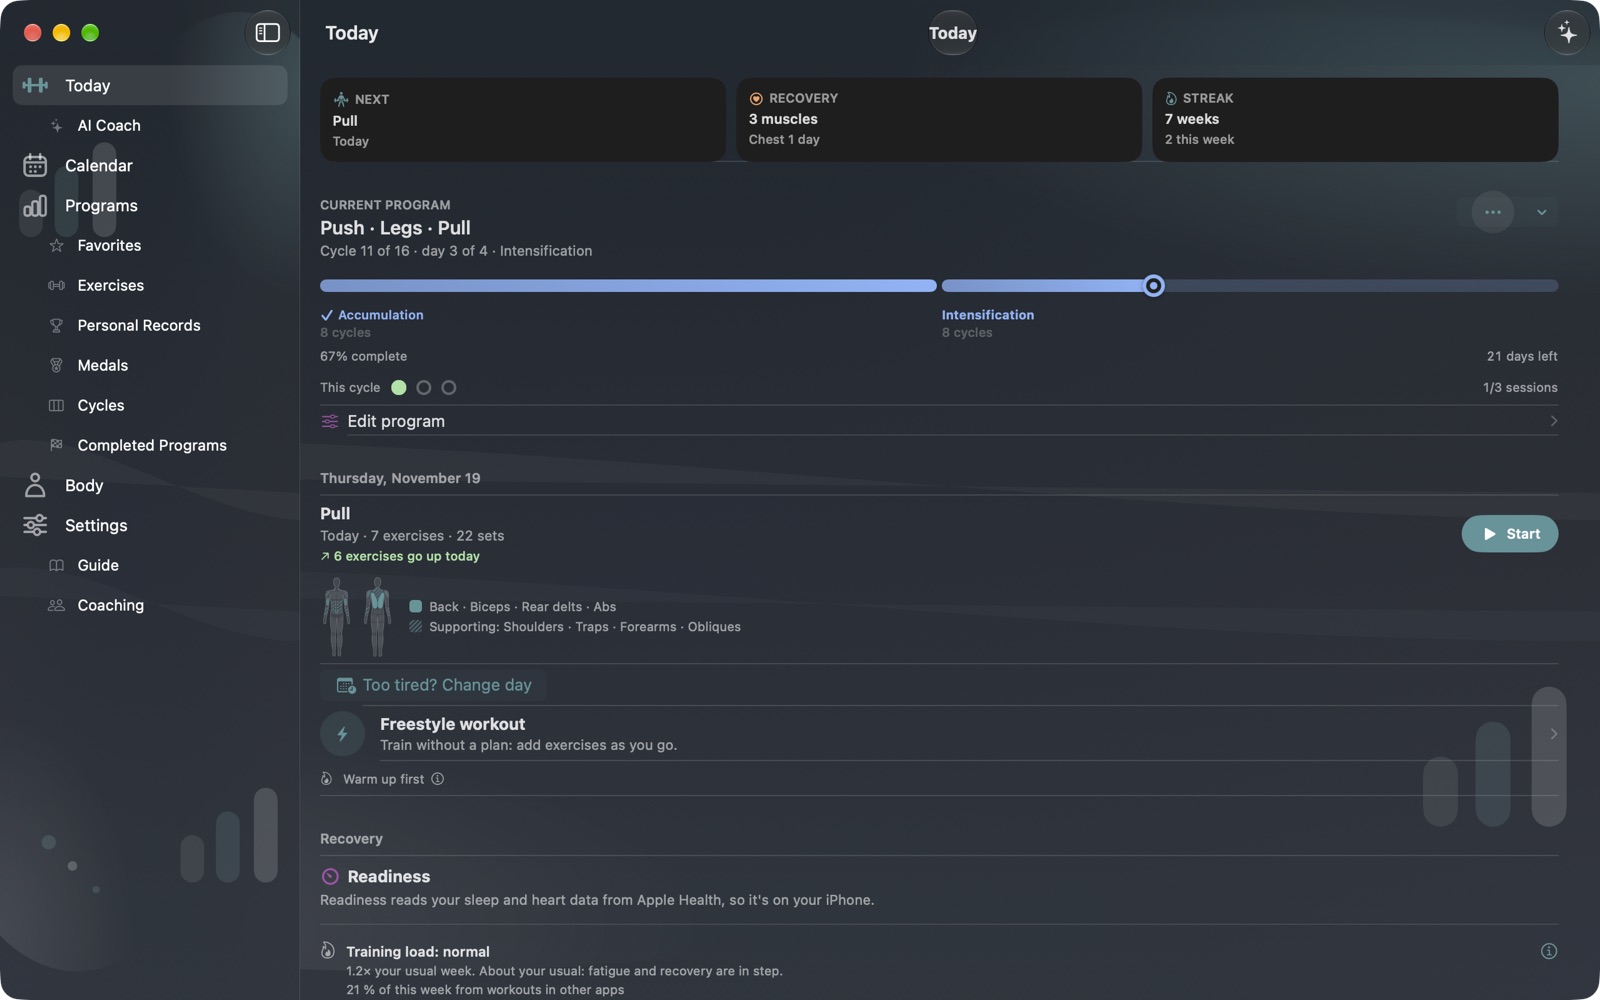 Today
AI Coach
Calendar
Programs
Favorites
Exercises
Personal Records
Medals
Cycles
Completed Programs
Body
Settings
Guide
Coaching
Today
Today
NEXT
Pull
Today
RECOVERY
3 muscles
Chest 1 day
STREAK
7 weeks
2 this week
CURRENT PROGRAM
Push · Legs · Pull
Cycle 11 of 16 · day 3 of 4 · Intensification
Accumulation
8 cycles
Intensification
8 cycles
67% complete
21 days left
This cycle
1/3 sessions
Edit program
Thursday, November 19
Pull
Today · 7 exercises · 22 sets
↗ 6 exercises go up today
Start
Back · Biceps · Rear delts · Abs
Supporting: Shoulders · Traps · Forearms · Obliques
Too tired? Change day
Freestyle workout
Train without a plan: add exercises as you go.
Warm up first
Recovery
Readiness
Readiness reads your sleep and heart data from Apple Health, so it's on your iPhone.
Training load: normal
1.2× your usual week. About your usual: fatigue and recovery are in step.
21 % of this week from workouts in other apps